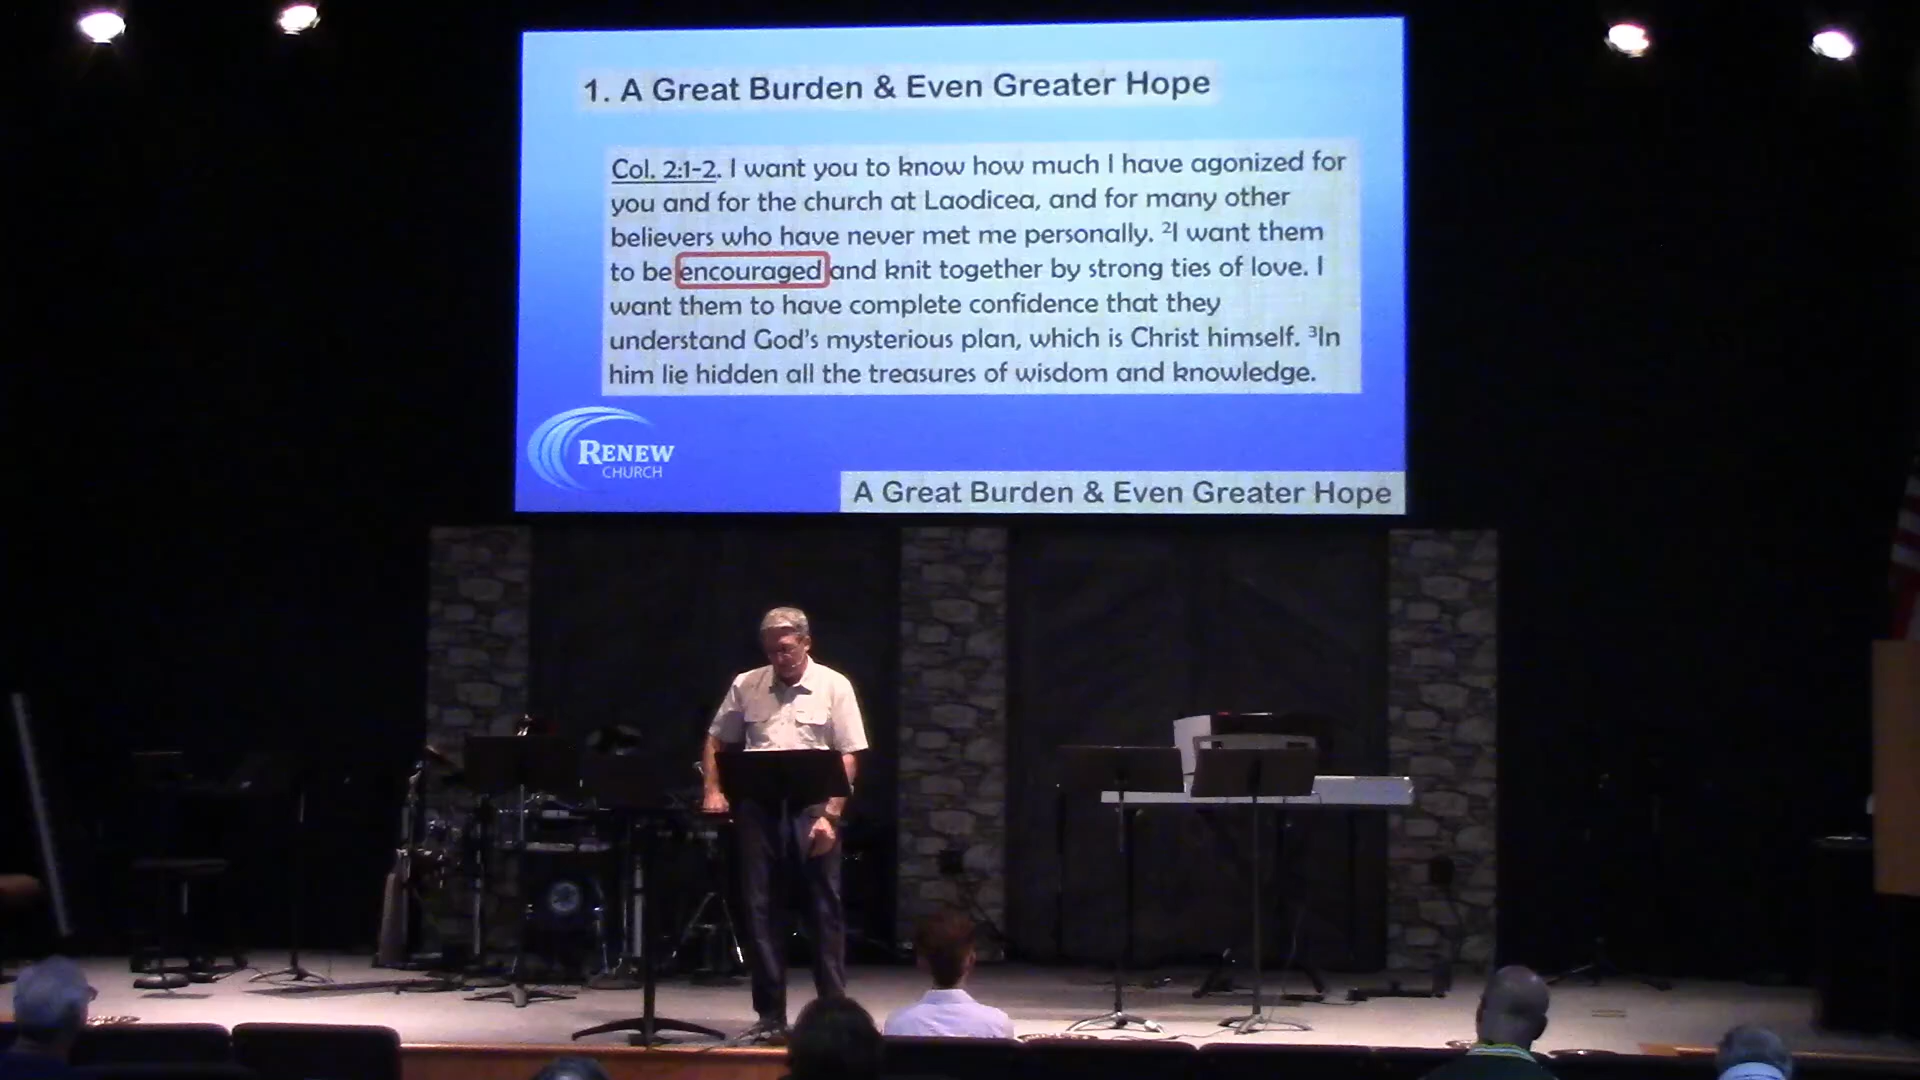 1. A Great Burden & Even Greater Hope
Col. 2:1-2. I want you to know how much I have agonized for
you and for the church at Laodicea, and for many other
believers who have never met me personally. ²I want them
to be encouraged and knit together by strong ties of love. I
want them to have complete confidence that they
understand God's mysterious plan, which is Christ himself. ³In
him lie hidden all the treasures of wisdom and knowledge.
RENEW
CHURCH
A Great Burden & Even Greater Hope